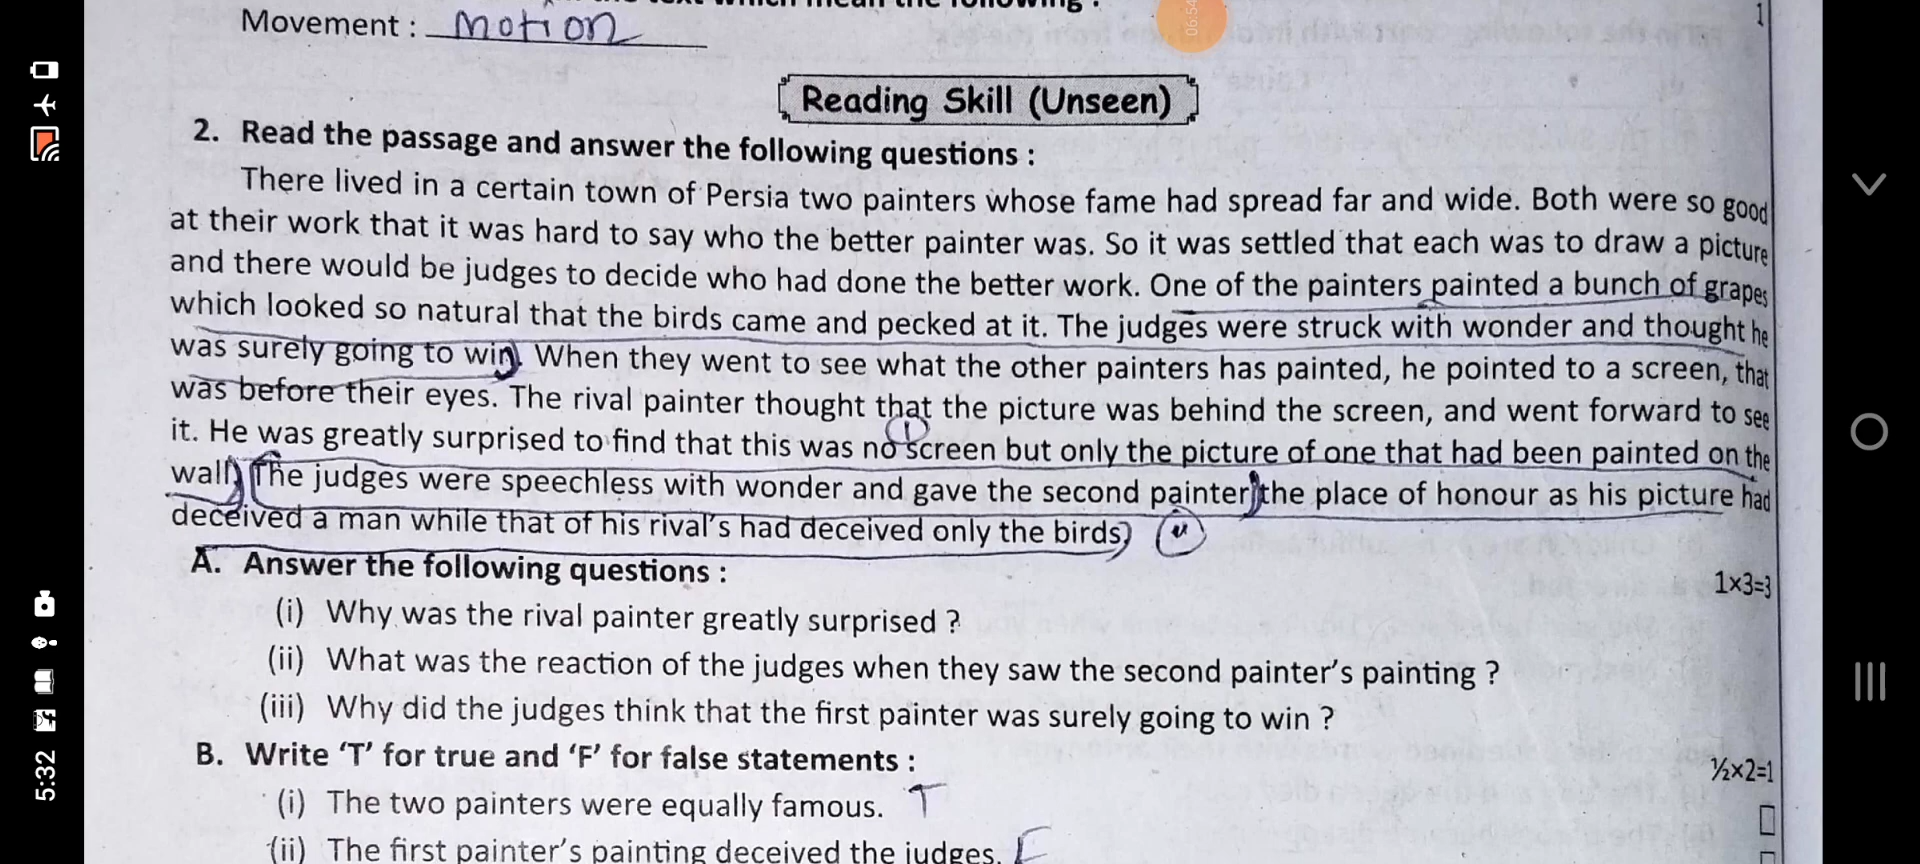 the text which mean the following :
1
Movement : Motion
06:54
Reading Skill (Unseen)
2. Read the passage and answer the following questions :
There lived in a certain town of Persia two painters whose fame had spread far and wide. Both were so good
at their work that it was hard to say who the better painter was. So it was settled that each was to draw a picture
and there would be judges to decide who had done the better work. One of the painters painted a bunch of grapes
which looked so natural that the birds came and pecked at it. The judges were struck with wonder and thought he
was surely going to win. When they went to see what the other painters has painted, he pointed to a screen, that
was before their eyes. The rival painter thought that the picture was behind the screen, and went forward to see
it. He was greatly surprised to find that this was no screen but only the picture of one that had been painted on the
wall. The judges were speechless with wonder and gave the second painter the place of honour as his picture had
deceived a man while that of his rival's had deceived only the birds.
A. Answer the following questions :
1x3=3
(i) Why was the rival painter greatly surprised ?
(ii) What was the reaction of the judges when they saw the second painter's painting ?
(iii) Why did the judges think that the first painter was surely going to win ?
B. Write 'T' for true and 'F' for false statements :
½x2=1
(i) The two painters were equally famous. T
(ii) The first painter's painting deceived the judges. F
5:32